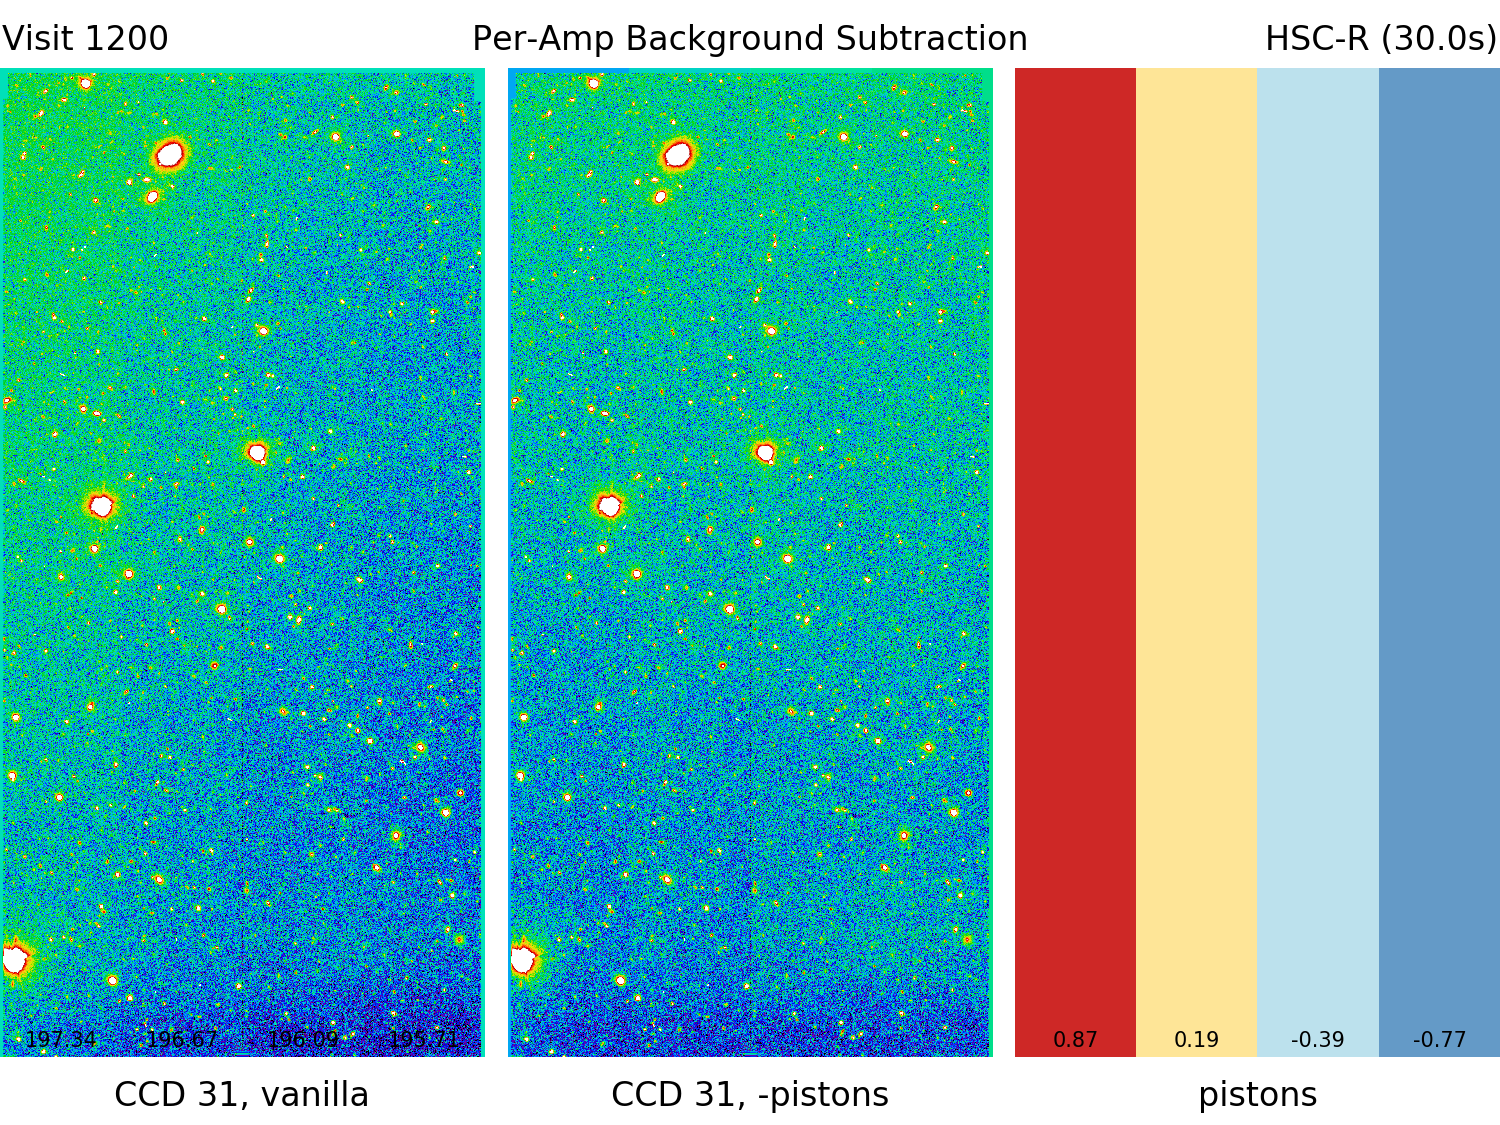 Visit 1200 Per-Amp Background Subtraction HSC-R (30.0s)
197.34 196.67 196.09 195.71 0.87 0.19 -0.39 -0.77
CCD 31, vanilla CCD 31, -pistons pistons